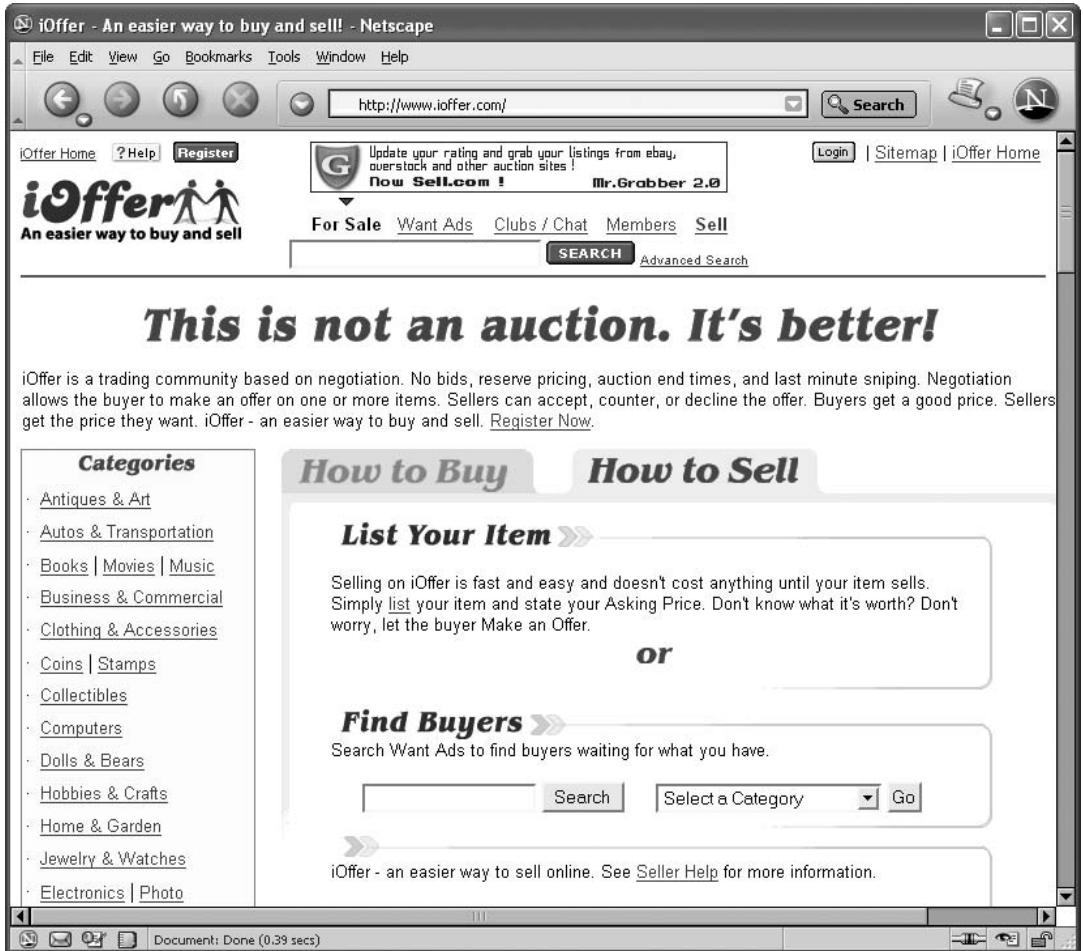 iOffer - An easier way to buy and sell! - Netscape
File Edit View Go Bookmarks Tools Window Help
http://www.ioffer.com/
Search
N
iOffer Home ?Help Register
G
Update your rating and grab your listings from ebay,
overstock and other auction sites !
Now Sell.com ! Mr.Grabber 2.0
Login | Sitemap | iOffer Home
iOffer
An easier way to buy and sell
For Sale Want Ads Clubs / Chat Members Sell
SEARCH Advanced Search
This is not an auction. It's better!
iOffer is a trading community based on negotiation. No bids, reserve pricing, auction end times, and last minute sniping. Negotiation
allows the buyer to make an offer on one or more items. Sellers can accept, counter, or decline the offer. Buyers get a good price. Sellers
get the price they want. iOffer - an easier way to buy and sell. Register Now.
Categories
· Antiques & Art
· Autos & Transportation
· Books | Movies | Music
· Business & Commercial
· Clothing & Accessories
· Coins | Stamps
· Collectibles
· Computers
· Dolls & Bears
· Hobbies & Crafts
· Home & Garden
· Jewelry & Watches
· Electronics | Photo
How to Buy How to Sell
List Your Item
Selling on iOffer is fast and easy and doesn't cost anything until your item sells.
Simply list your item and state your Asking Price. Don't know what it's worth? Don't
worry, let the buyer Make an Offer.
or
Find Buyers
Search Want Ads to find buyers waiting for what you have.
Search Select a Category Go
iOffer - an easier way to sell online. See Seller Help for more information.
Document: Done (0.39 secs)